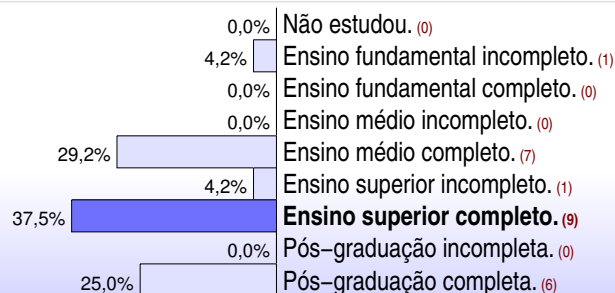 0,0% Não estudou. (0)
4,2% Ensino fundamental incompleto. (1)
0,0% Ensino fundamental completo. (0)
0,0% Ensino médio incompleto. (0)
29,2% Ensino médio completo. (7)
4,2% Ensino superior incompleto. (1)
37,5% Ensino superior completo. (9)
0,0% Pós−graduação incompleta. (0)
25,0% Pós−graduação completa. (6)